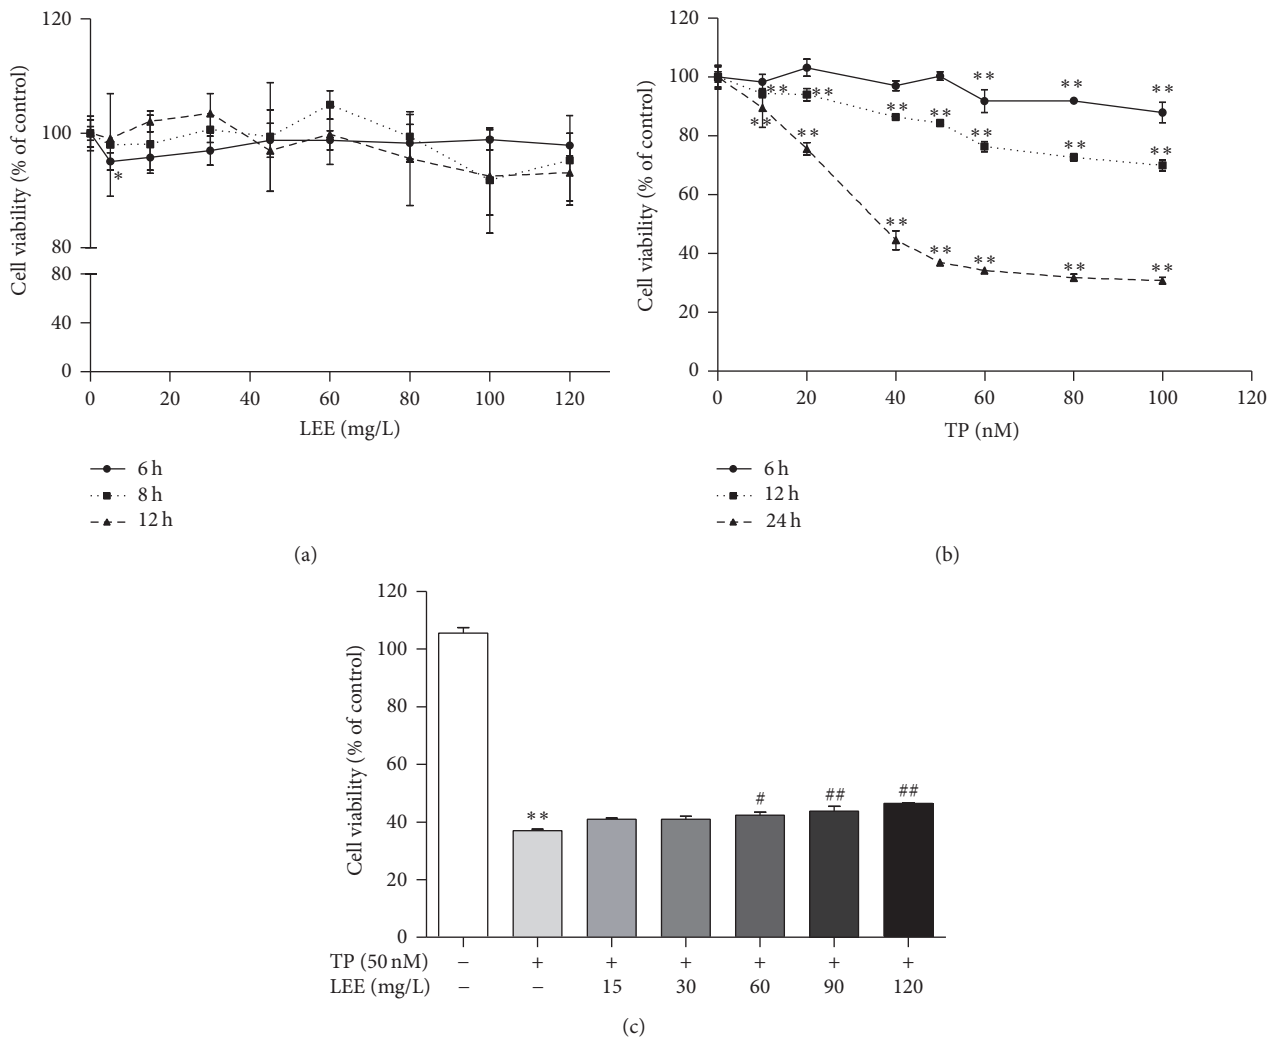 120
100
80
80
40
0
Cell viability (% of control)
*
0 20 40 60 80 100 120
LEE (mg/L)
6 h
8 h
12 h
(a)
120
100
80
60
40
20
0
Cell viability (% of control)
** ** **
** ** ** ** ** ** **
** ** ** ** ** ** **
0 20 40 60 80 100 120
TP (nM)
6 h
12 h
24 h
(b)
120
100
80
60
40
20
0
Cell viability (% of control)
** # ## ##
TP (50 nM) − + + + + + +
LEE (mg/L) − − 15 30 60 90 120
(c)